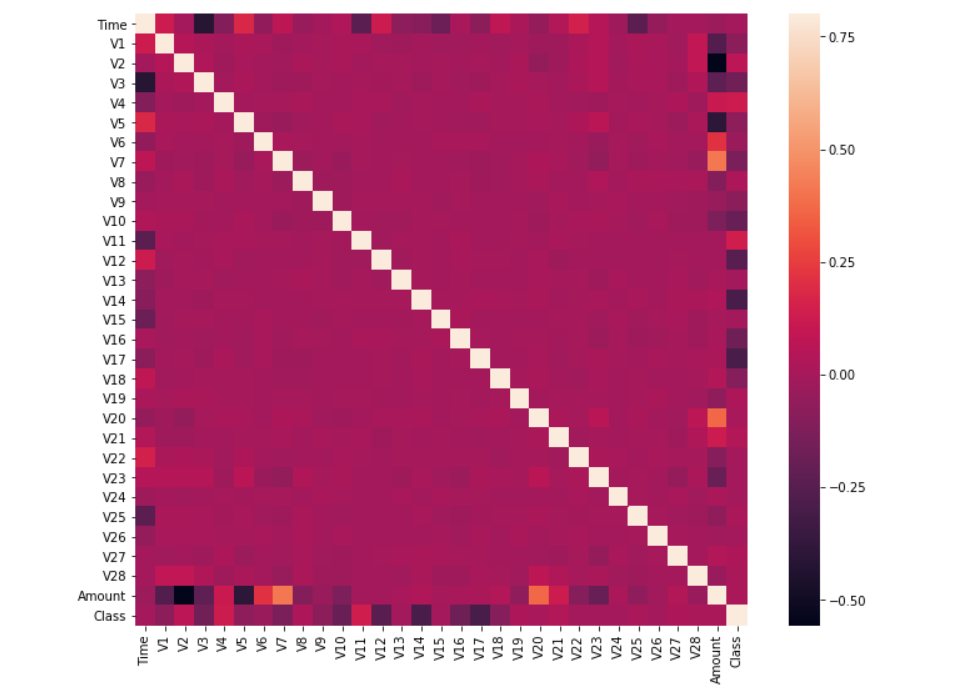 Time
V1
V2
V3
V4
V5
V6
V7
V8
V9
V10
V11
V12
V13
V14
V15
V16
V17
V18
V19
V20
V21
V22
V23
V24
V25
V26
V27
V28
Amount
Class
Time
V1
V2
V3
V4
V5
V6
V7
V8
V9
V10
V11
V12
V13
V14
V15
V16
V17
V18
V19
V20
V21
V22
V23
V24
V25
V26
V27
V28
Amount
Class
0.75
0.50
0.25
0.00
−0.25
−0.50